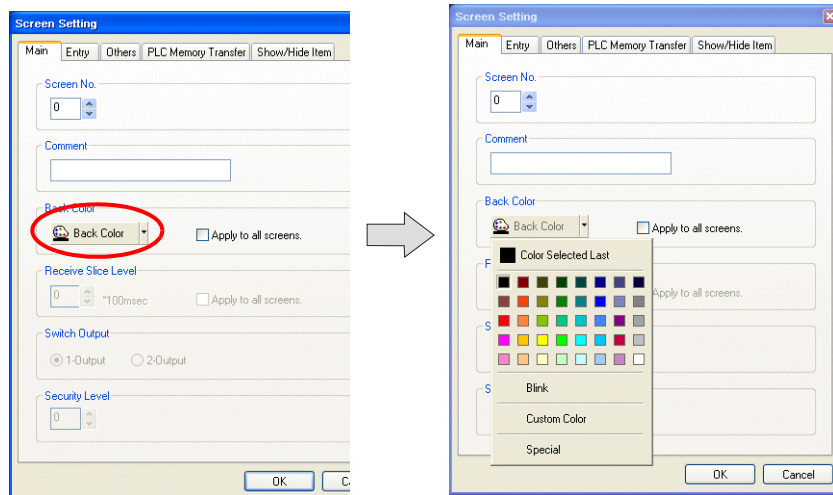 Screen Setting
Main Entry Others PLC Memory Transfer Show/Hide Item
Screen No.
0
Comment
Back Color
Back Color Apply to all screens.
Receive Slice Level
0 *100msec Apply to all screens.
Switch Output
1-Output 2-Output
Security Level
0
OK
Screen Setting
Main Entry Others PLC Memory Transfer Show/Hide Item
Screen No.
0
Comment
Back Color
Back Color Apply to all screens.
Color Selected Last
Apply to all screens.
Blink
Custom Color
Special
OK Cancel